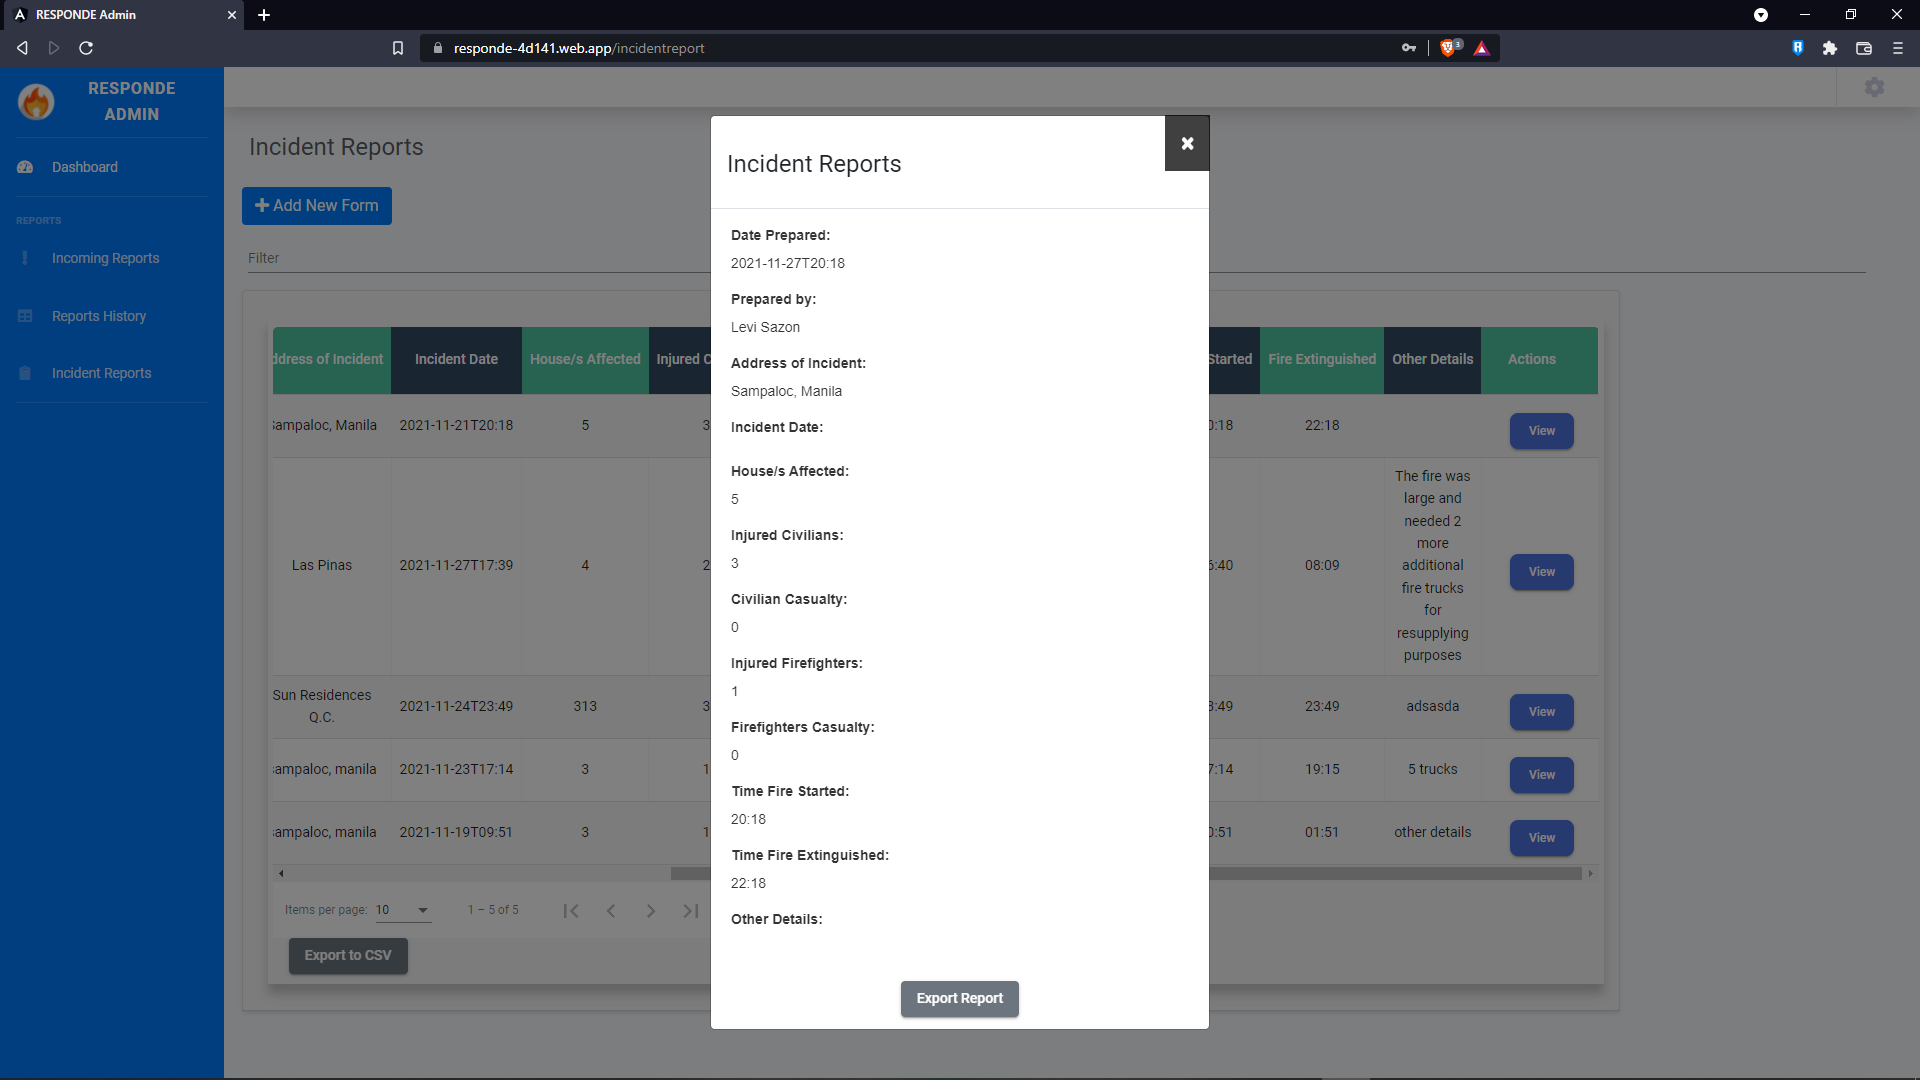 RESPONDE Admin
responde-4d141.web.app/incidentreport
3
RESPONDE
ADMIN
Dashboard
REPORTS
Incoming Reports
Reports History
Incident Reports
Incident Reports
Add New Form
Filter
ddress of Incident Incident Date House/s Affected Injured C Started Fire Extinguished Other Details Actions
ampaloc, Manila 2021-11-21T20:18 5 3 :18 22:18 View
Las Pinas 2021-11-27T17:39 4 2 :40 08:09 View
The fire was
large and
needed 2
more
additional
fire trucks
for
resupplying
purposes
Sun Residences
Q.C.
2021-11-24T23:49 313 3 :49 23:49 adsasda View
ampaloc, manila 2021-11-23T17:14 3 1 7:14 19:15 5 trucks View
ampaloc, manila 2021-11-19T09:51 3 1 :51 01:51 other details View
Items per page: 10 1 – 5 of 5
Export to CSV
Incident Reports
Date Prepared:
2021-11-27T20:18
Prepared by:
Levi Sazon
Address of Incident:
Sampaloc, Manila
Incident Date:
House/s Affected:
5
Injured Civilians:
3
Civilian Casualty:
0
Injured Firefighters:
1
Firefighters Casualty:
0
Time Fire Started:
20:18
Time Fire Extinguished:
22:18
Other Details:
Export Report